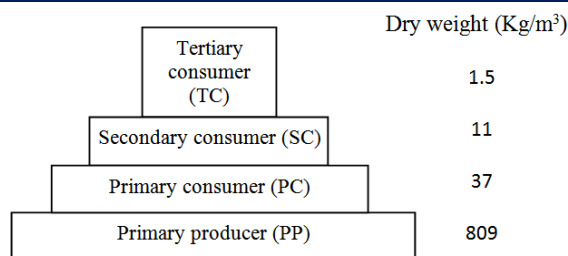 Dry weight (Kg/m³)
Tertiary
consumer
(TC)
1.5
Secondary consumer (SC)
11
Primary consumer (PC)
37
Primary producer (PP)
809